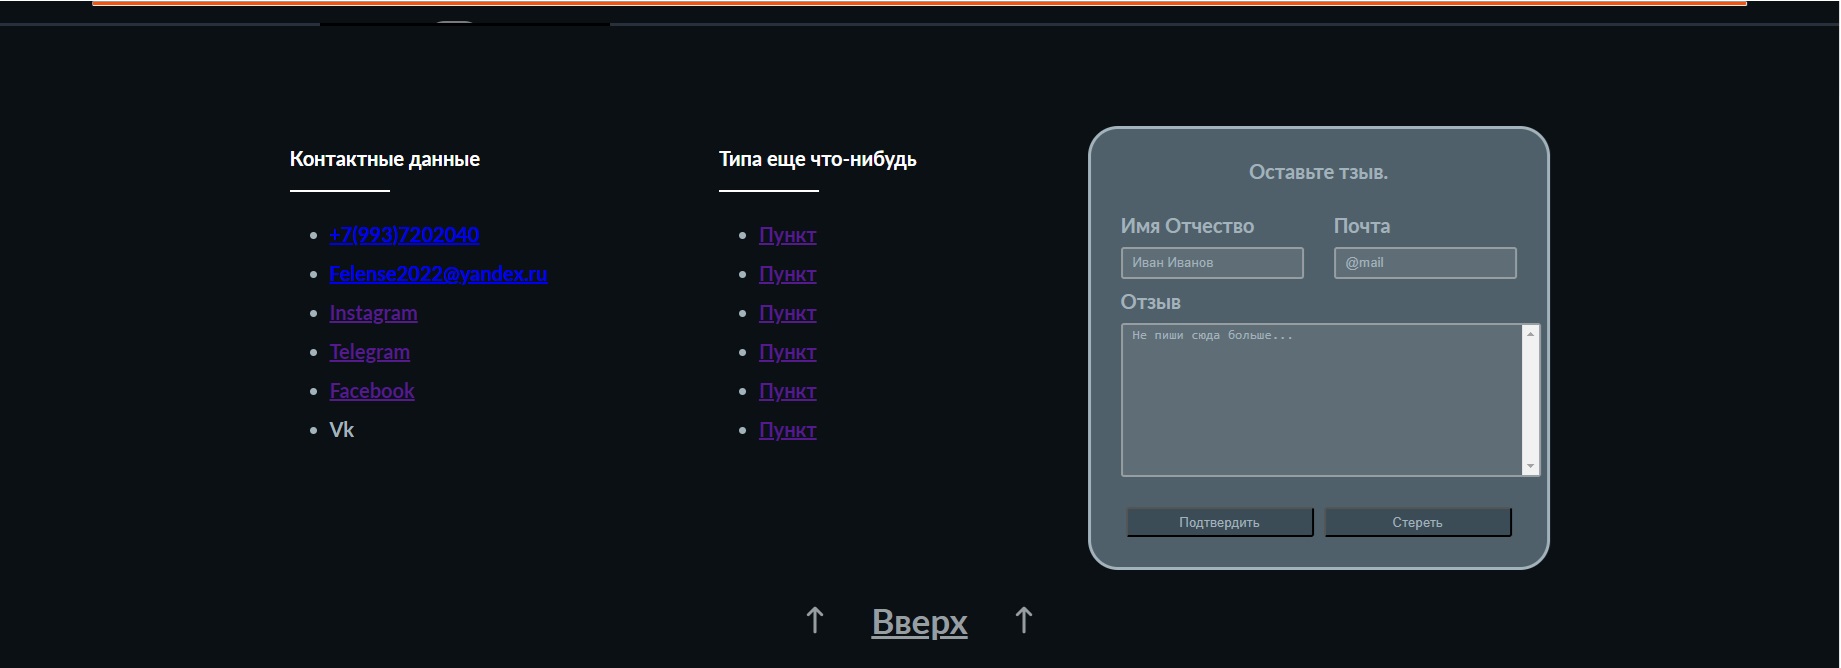 Контактные данные
+7(993)7202040
Felense2022@yandex.ru
Instagram
Telegram
Facebook
Vk
Типа еще что-нибудь
Пункт
Пункт
Пункт
Пункт
Пункт
Пункт
Оставьте тзыв.
Имя Отчество
Почта
Иван Иванов
@mail
Отзыв
Не пиши сюда больше...
Подтвердить
Стереть
↑ Вверх ↑